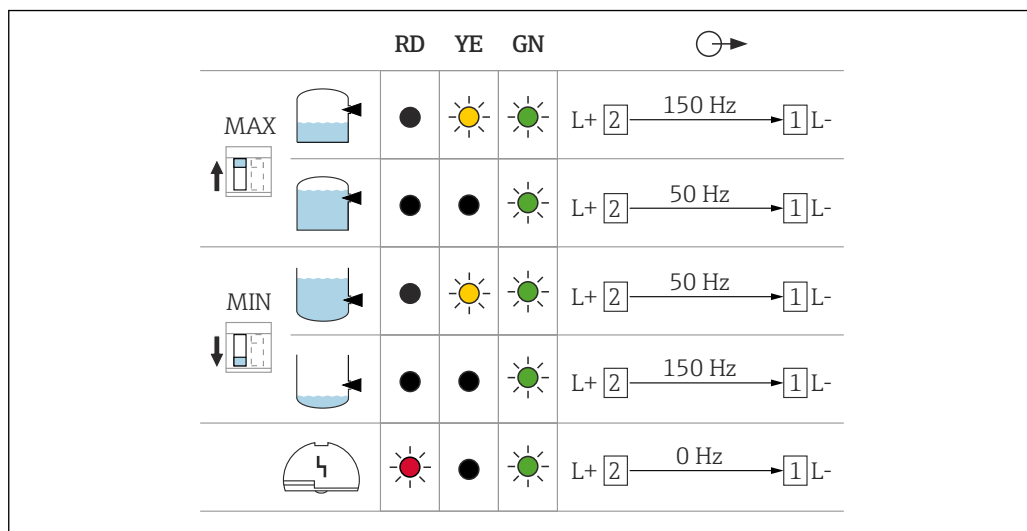 RD YE GN
MAX
L+ 2 150 Hz 1 L-
L+ 2 50 Hz 1 L-
MIN
L+ 2 50 Hz 1 L-
L+ 2 150 Hz 1 L-
L+ 2 0 Hz 1 L-